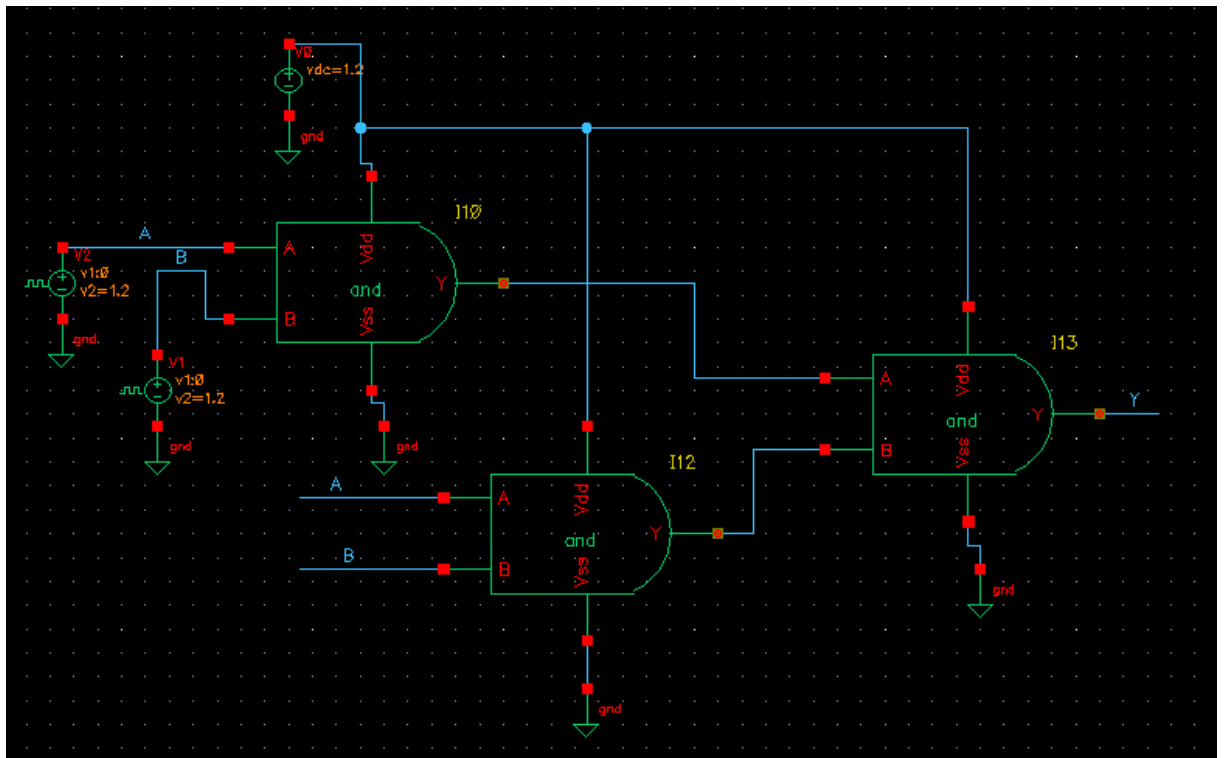 V0
vdc=1.2
gnd
I10
A
V2
B
A
Vdd
v1:0
v2=1.2
and
Y
Vss
B
gnd
V1
v1:0
v2=1.2
gnd
gnd
I13
A
Vdd
Y
Y
and
B
Vss
gnd
I12
A
A
Vdd
Y
and
B
B
Vss
gnd